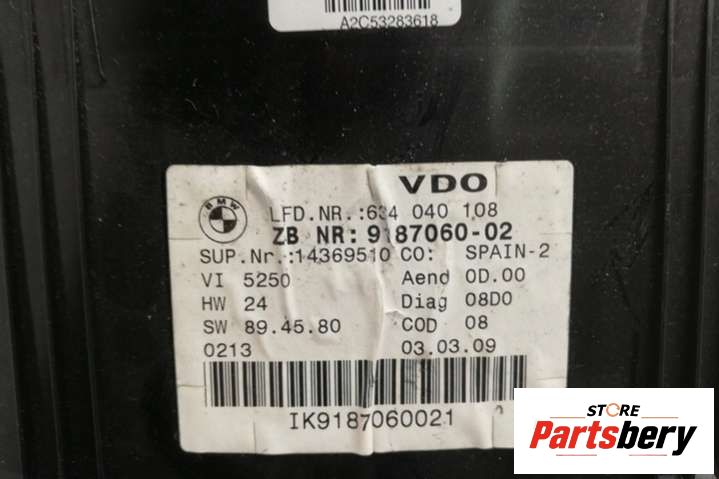 A2C53283618
VDO
BMW
LFD.NR.:634 040 108
ZB NR: 9187060-02
SUP.Nr.:14369510 CO: SPAIN-2
VI 5250 Aend 0D.00
HW 24 Diag 08D0
SW 89.45.80 COD 08
0213 03.03.09
IK9187060021
STORE
Partsbery